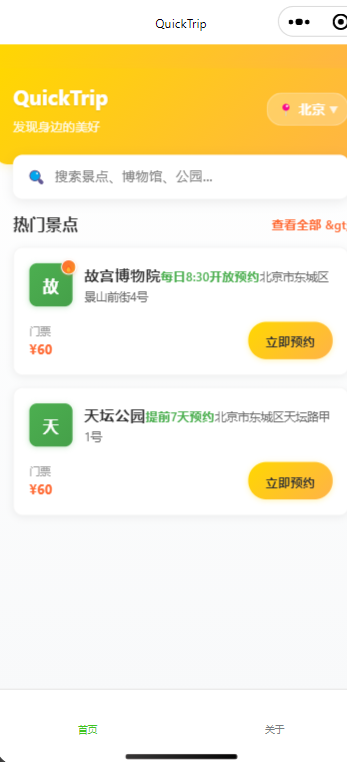 QuickTrip
QuickTrip
发现身边的美好
北京 ▼
搜索景点、博物馆、公园...
热门景点
查看全部 &gt
故
故宫博物院每日8:30开放预约北京市东城区
景山前街4号
门票
¥60
立即预约
天
天坛公园提前7天预约北京市东城区天坛路甲
1号
门票
¥60
立即预约
首页
关于